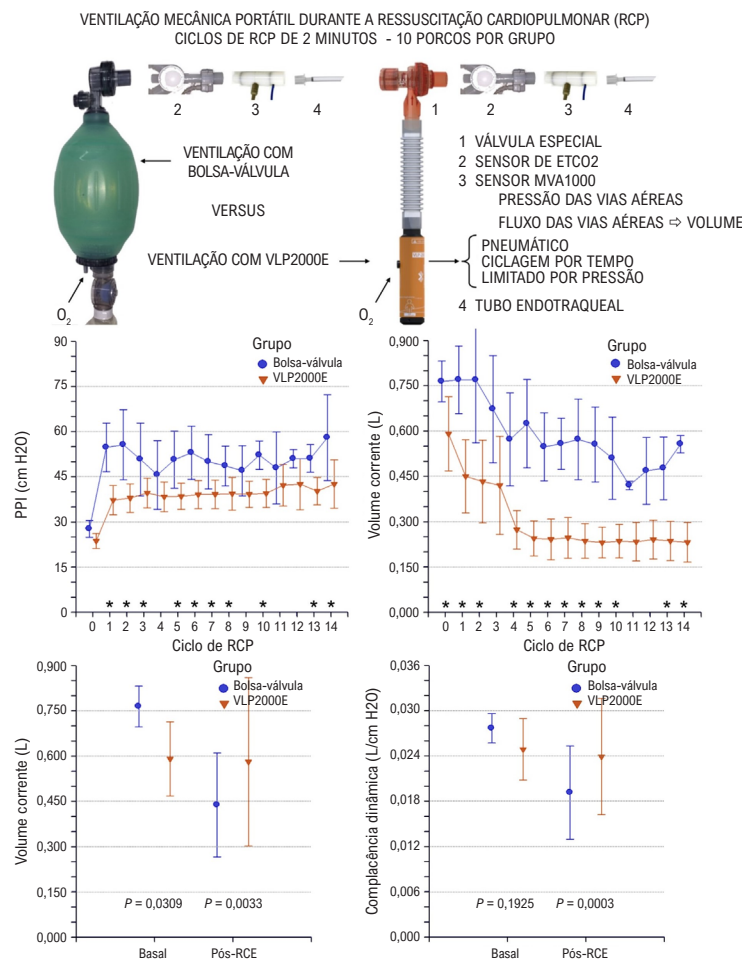 VENTILAÇÃO MECÂNICA PORTÁTIL DURANTE A RESSUSCITAÇÃO CARDIOPULMONAR (RCP)
CICLOS DE RCP DE 2 MINUTOS - 10 PORCOS POR GRUPO
2
3
4
1
2
3
4
VENTILAÇÃO COM
BOLSA-VÁLVULA
VERSUS
VENTILAÇÃO COM VLP2000E
O2
O2
1 VÁLVULA ESPECIAL
2 SENSOR DE ETCO2
3 SENSOR MVA1000
PRESSÃO DAS VIAS AÉREAS
FLUXO DAS VIAS AÉREAS ⇨ VOLUME
PNEUMÁTICO
CICLAGEM POR TEMPO
LIMITADO POR PRESSÃO
4 TUBO ENDOTRAQUEAL
Grupo
Bolsa-válvula
VLP2000E
PPI (cm H2O)
90
75
60
45
30
15
0
* * * * * * * * * *
0 1 2 3 4 5 6 7 8 9 10 11 12 13 14
Ciclo de RCP
Grupo
Bolsa-válvula
VLP2000E
Volume corrente (L)
0,900
0,750
0,600
0,450
0,300
0,150
0,000
* * * * * * * * * * * *
0 1 2 3 4 5 6 7 8 9 10 11 12 13 14
Ciclo de RCP
Grupo
Bolsa-válvula
VLP2000E
Volume corrente (L)
0,900
0,750
0,600
0,450
0,300
0,150
0,000
P = 0,0309 P = 0,0033
Basal Pós-RCE
Grupo
Bolsa-válvula
VLP2000E
Complacência dinâmica (L/cm H2O)
0,036
0,030
0,024
0,018
0,012
0,006
0,000
P = 0,1925 P = 0,0003
Basal Pós-RCE